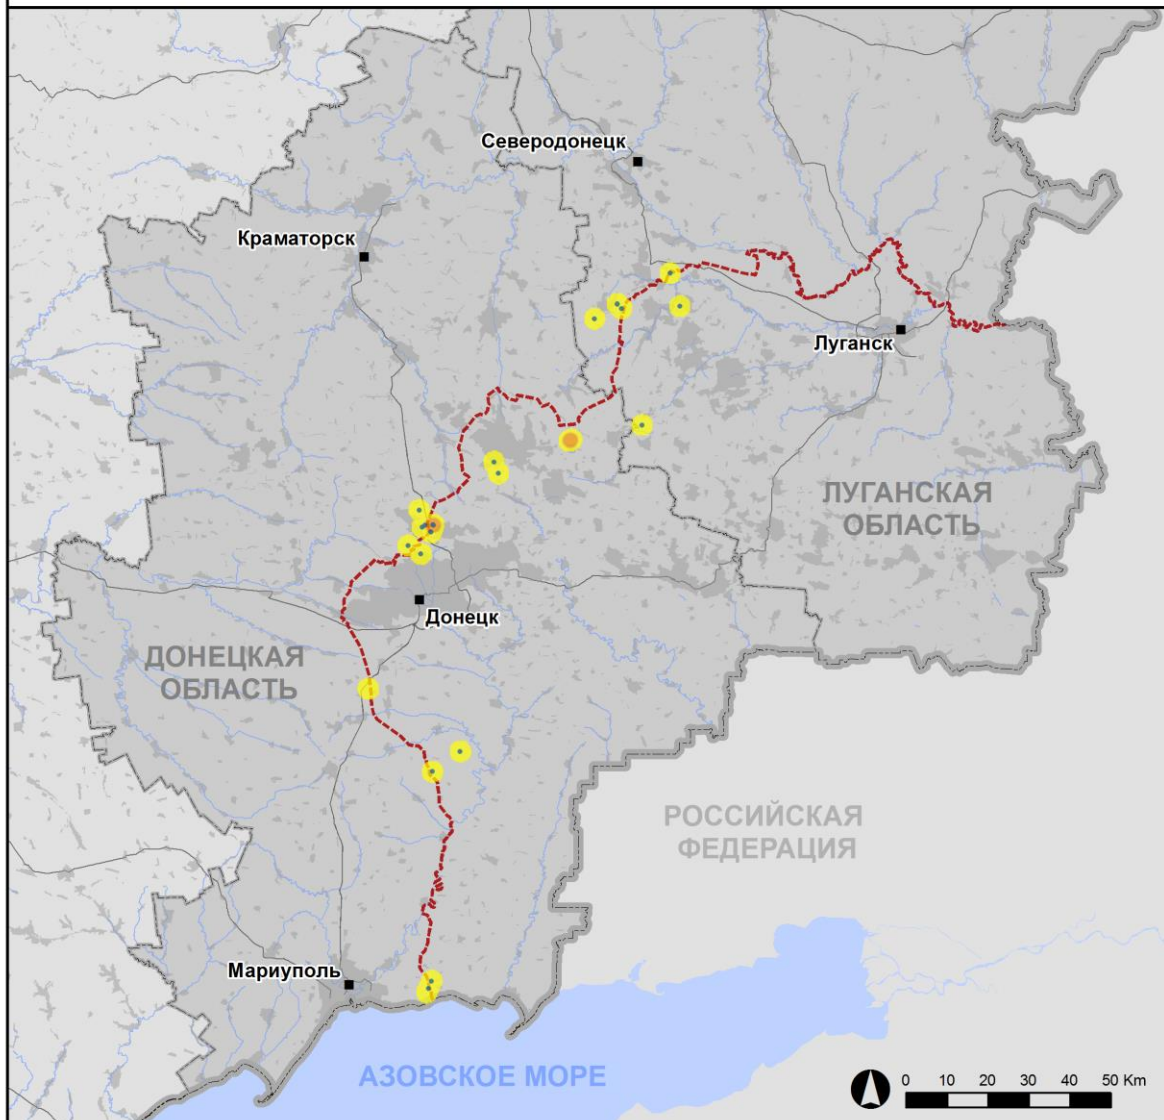 Северодонецк
Краматорск
Луганск
ЛУГАНСКАЯ
ОБЛАСТЬ
Донецк
ДОНЕЦКАЯ
ОБЛАСТЬ
РОССИЙСКАЯ
ФЕДЕРАЦИЯ
Мариуполь
АЗОВСКОЕ МОРЕ
0 10 20 30 40 50 Km